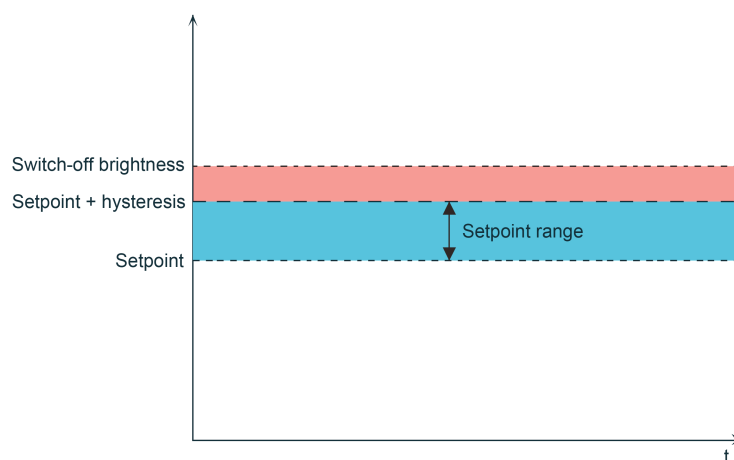 Switch-off brightness
Setpoint + hysteresis
Setpoint range
Setpoint
t